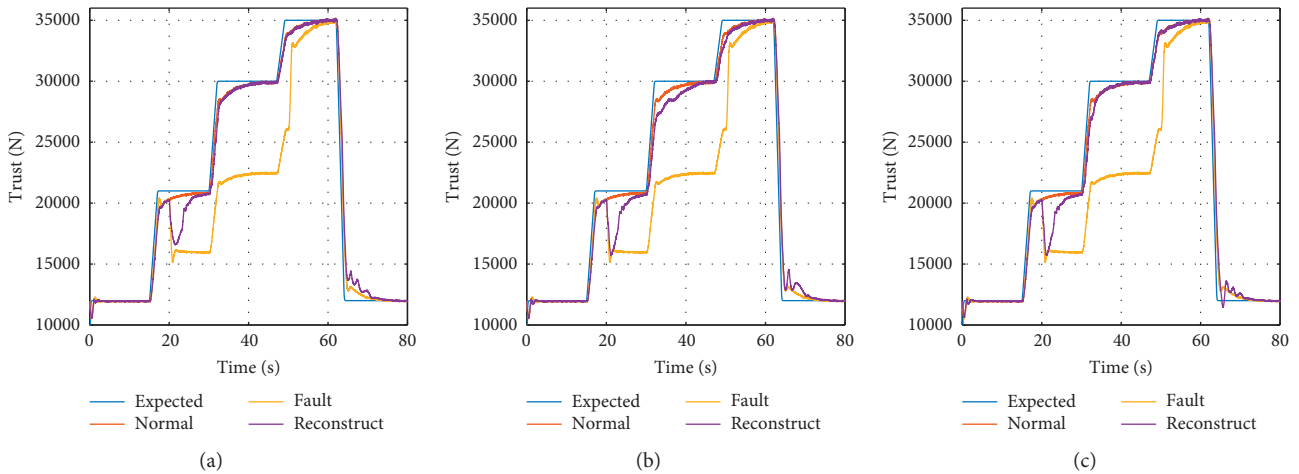 35000
30000
25000
20000
15000
10000
Trust (N)
0 20 40 60 80
Time (s)
Expected Fault
Normal Reconstruct
(a)
35000
30000
25000
20000
15000
10000
Trust (N)
0 20 40 60 80
Time (s)
Expected Fault
Normal Reconstruct
(b)
35000
30000
25000
20000
15000
10000
Trust (N)
0 20 40 60 80
Time (s)
Expected Fault
Normal Reconstruct
(c)